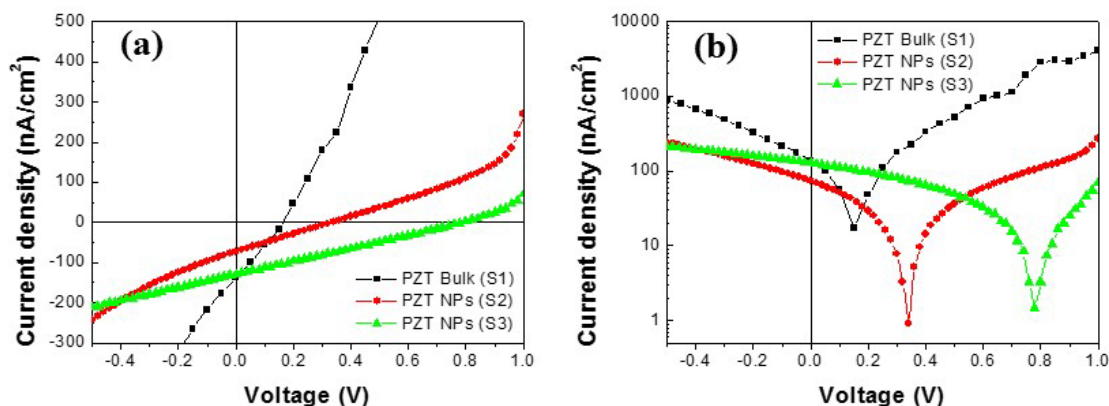 (a)
500
400
300
200
100
0
-100
-200
-300
-0.4 -0.2 0.0 0.2 0.4 0.6 0.8 1.0
Current density (nA/cm²)
Voltage (V)
PZT Bulk (S1)
PZT NPs (S2)
PZT NPs (S3)
(b)
10000
1000
100
10
1
-0.4 -0.2 0.0 0.2 0.4 0.6 0.8 1.0
Current density (nA/cm²)
Voltage (V)
PZT Bulk (S1)
PZT NPs (S2)
PZT NPs (S3)